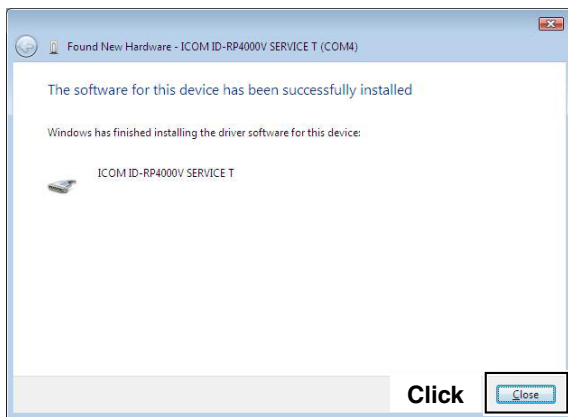 Found New Hardware - ICOM ID-RP4000V SERVICE T (COM4)
The software for this device has been successfully installed
Windows has finished installing the driver software for this device:
ICOM ID-RP4000V SERVICE T
Click
Close